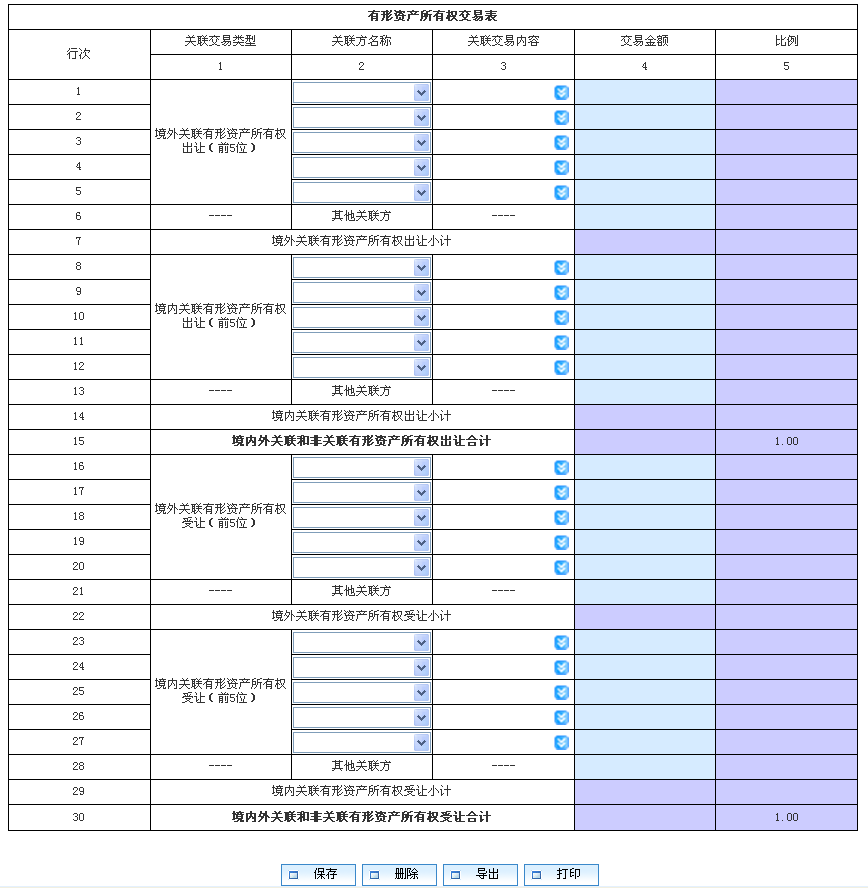 有形资产所有权交易表
行次 关联交易类型 关联方名称 关联交易内容 交易金额 比例
1 2 3 4 5
1
2
3
4
5
境外关联有形资产所有权
出让（前5位）
6 ---- 其他关联方 ----
7 境外关联有形资产所有权出让小计
8
9
10
11
12
境内关联有形资产所有权
出让（前5位）
13 ---- 其他关联方 ----
14 境内关联有形资产所有权出让小计
15 境内外关联和非关联有形资产所有权出让合计 1.00
16
17
18
19
20
境外关联有形资产所有权
受让（前5位）
21 ---- 其他关联方 ----
22 境外关联有形资产所有权受让小计
23
24
25
26
27
境内关联有形资产所有权
受让（前5位）
28 ---- 其他关联方 ----
29 境内关联有形资产所有权受让小计
30 境内外关联和非关联有形资产所有权受让合计 1.00
保存 删除 导出 打印